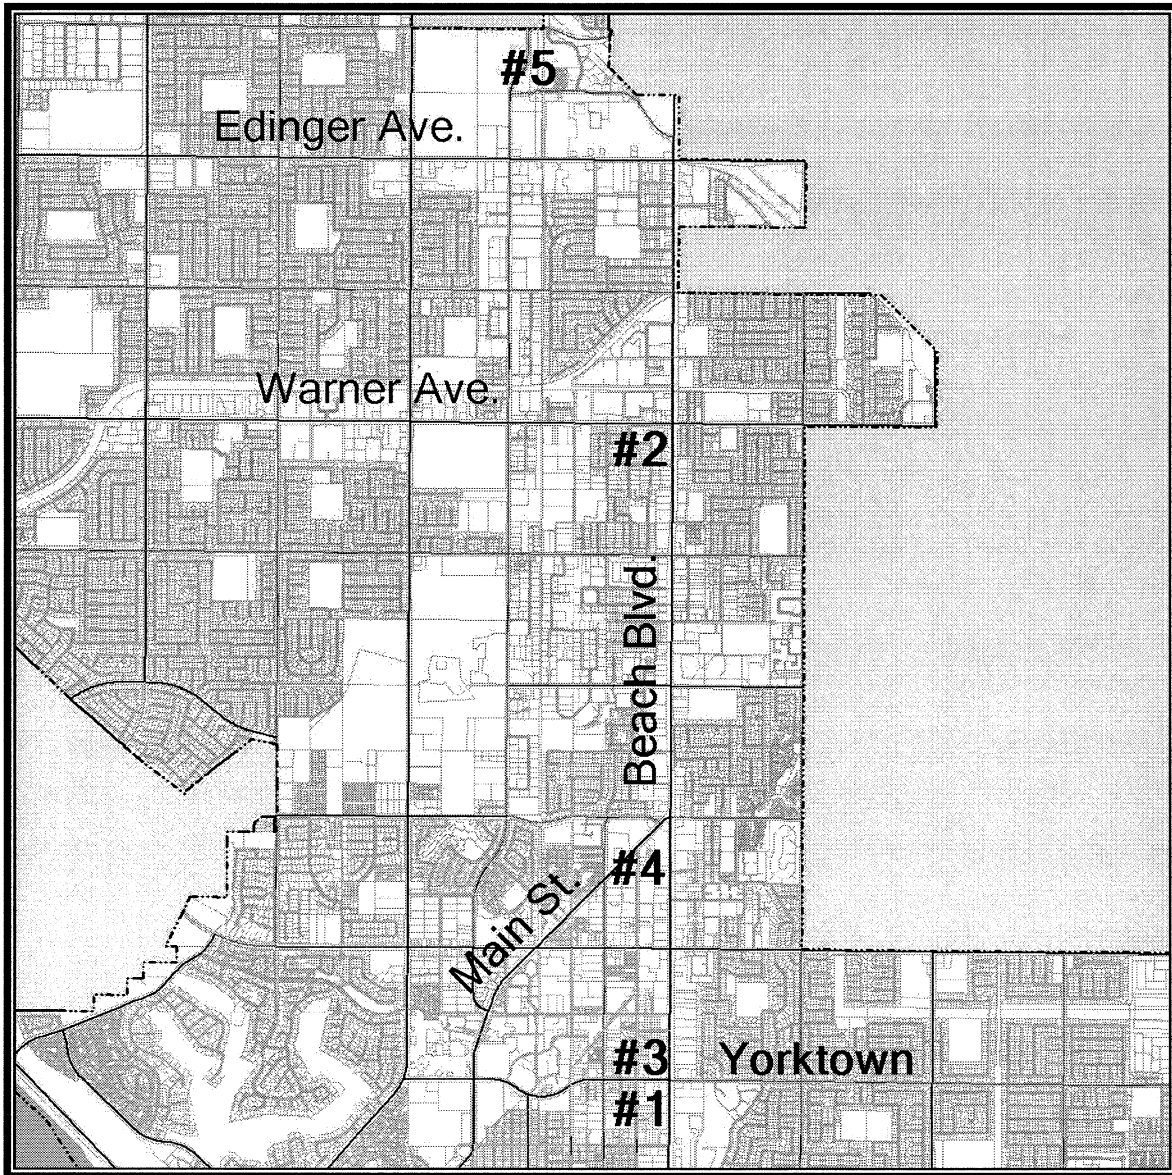 #5
Edinger Ave.
Warner Ave.
#2
Beach Blvd.
#4
Main St.
#3
Yorktown
#1